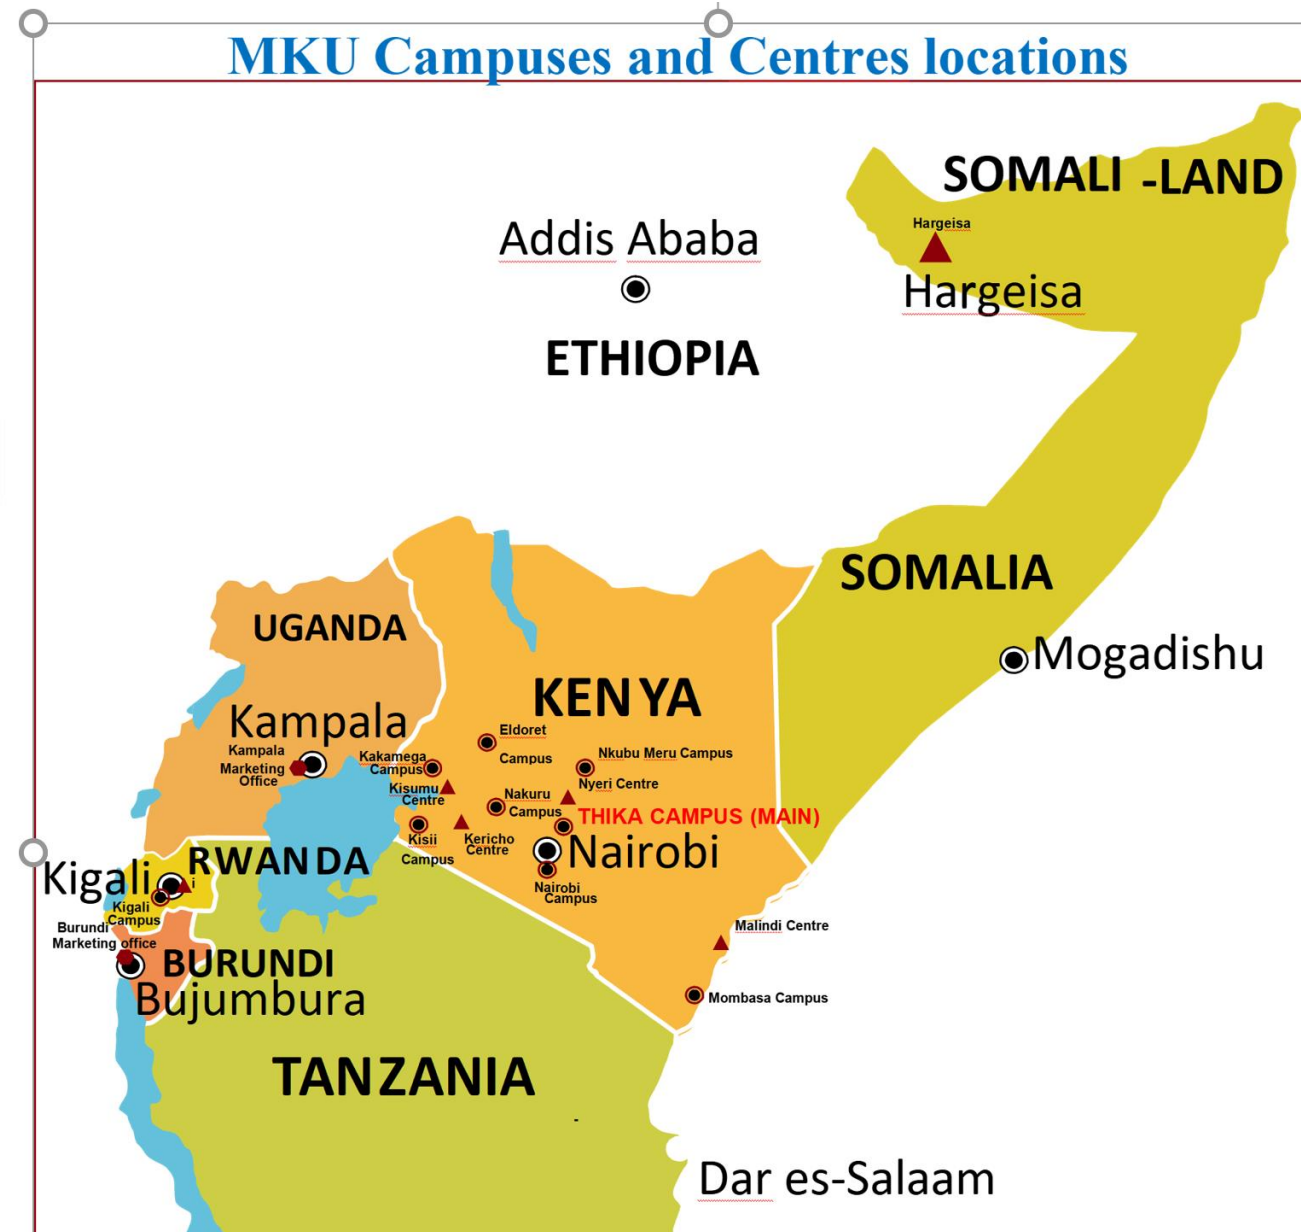 MKU Campuses and Centres locations
SOMALI -LAND
Hargeisa
Hargeisa
Addis Ababa
ETHIOPIA
SOMALIA
Mogadishu
UGANDA
KENYA
Kampala
Kampala
Marketing
Office
Eldoret
Campus
Kakamega
Campus
Nkubu Meru Campus
Kisumu
Centre
Nyeri Centre
Nakuru
Campus
THIKA CAMPUS (MAIN)
Kisii
Campus
Kericho
Centre
Nairobi
Nairobi
Campus
RWANDA
Kigali
i
Kigali
Campus
Burundi
Marketing office
BURUNDI
Bujumbura
Malindi Centre
Mombasa Campus
TANZANIA
Dar es-Salaam